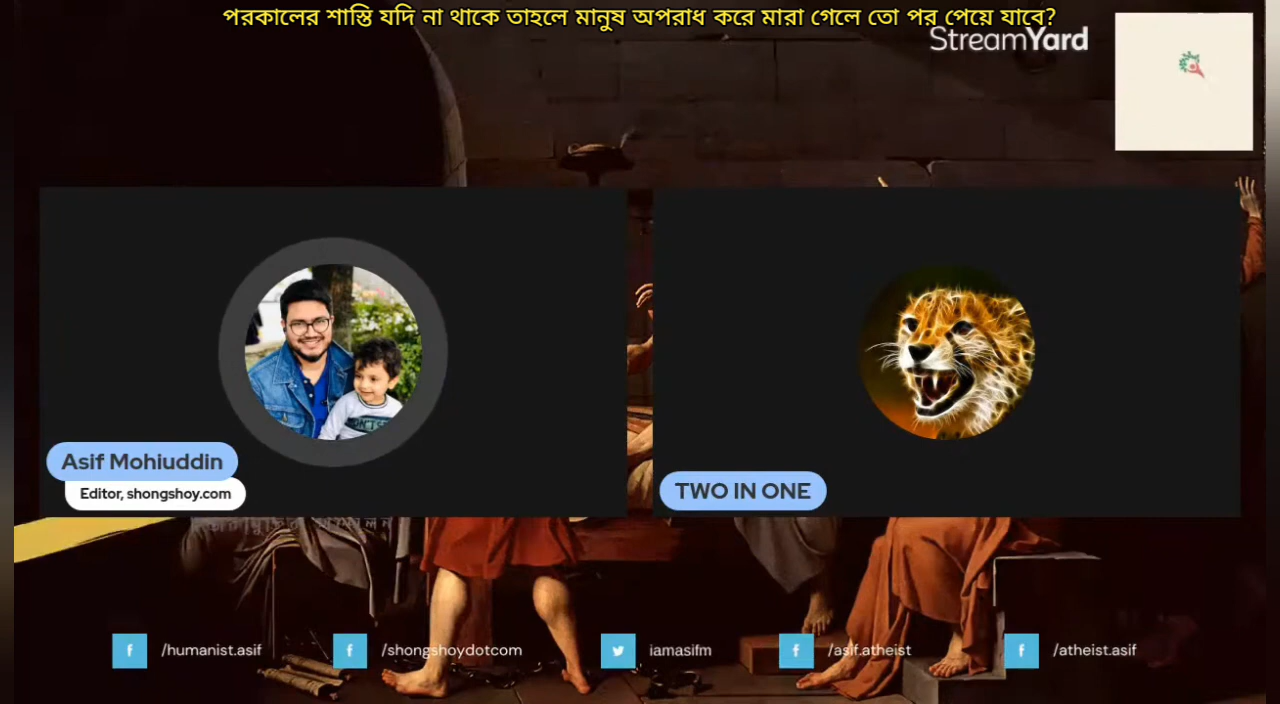 পরকালের শাস্তি যদি না থাকে তাহলে মানুষ অপরাধ করে মারা গেলে তো পর পেয়ে যাবে?
StreamYard
Asif Mohiuddin
Editor, shongshoy.com
TWO IN ONE
/humanist.asif
/shongshoydotcom
iamasifm
/asif.atheist
/atheist.asif